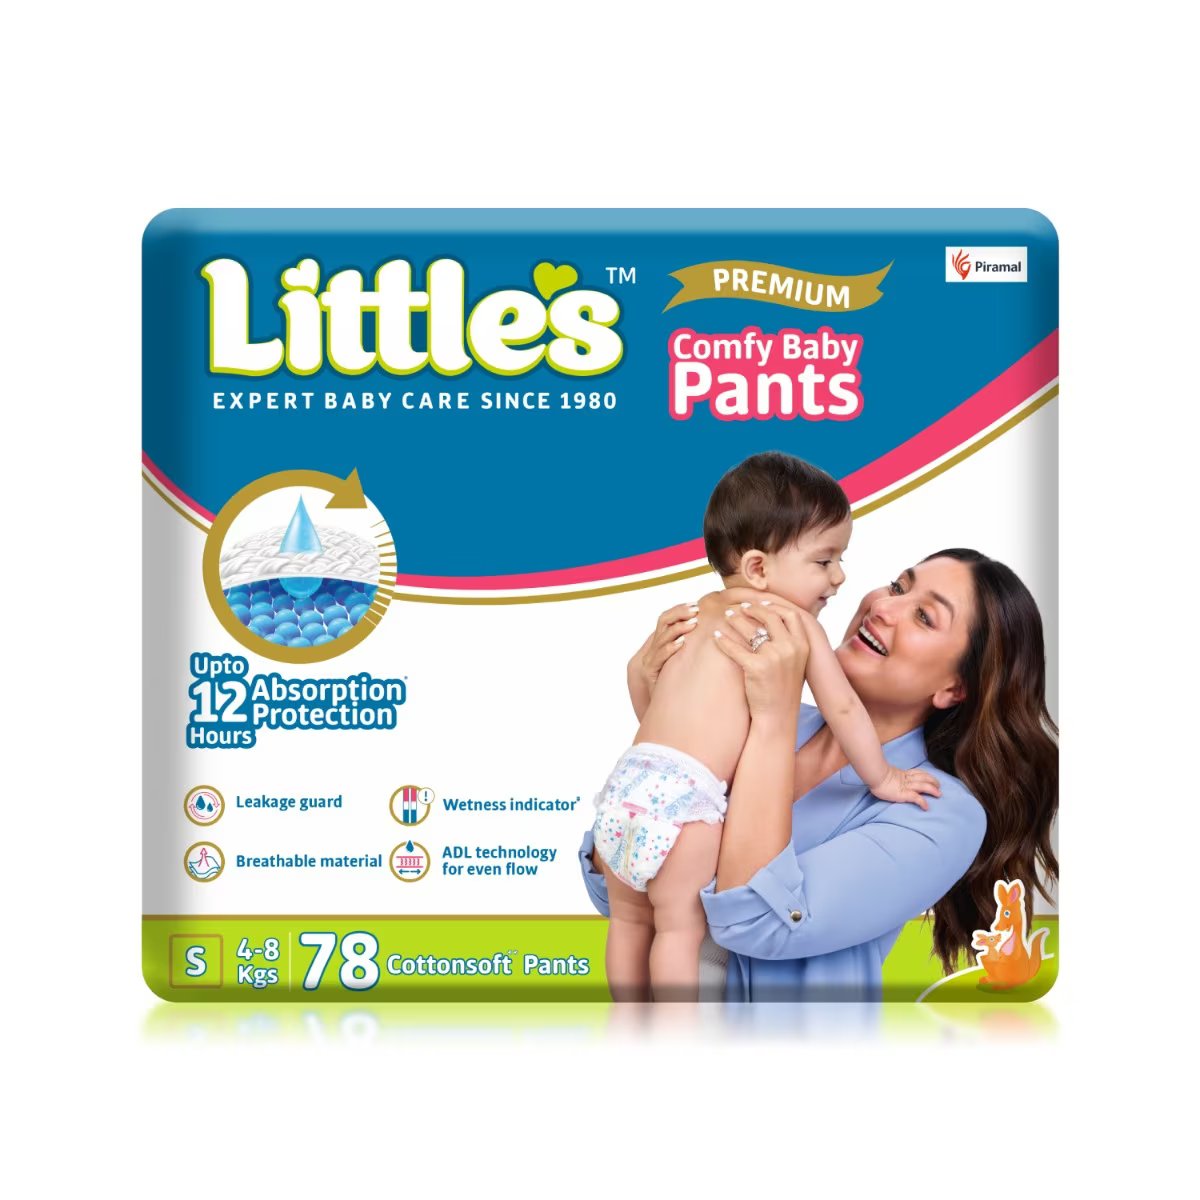 Little's TM
EXPERT BABY CARE SINCE 1980
PREMIUM
Comfy Baby
Pants
Piramal
Upto
12
Hours
Absorption*
Protection
Leakage guard
Wetness indicator
Breathable material
ADL technology
for even flow
S
4-8
Kgs
78
Cottonsoft Pants